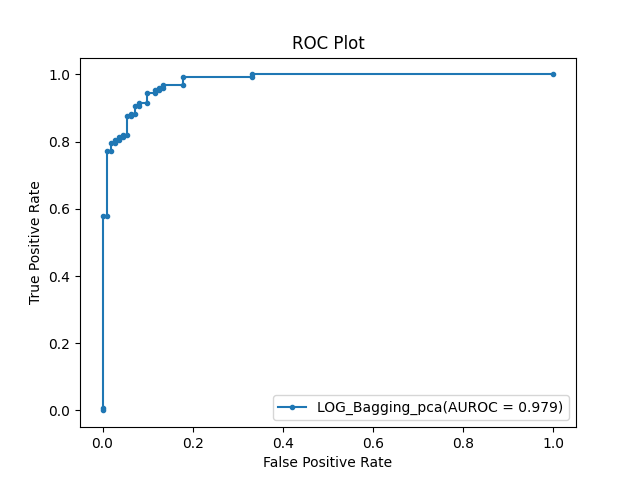 ROC Plot
1.0
0.8
0.6
0.4
0.2
0.0
True Positive Rate
LOG_Bagging_pca(AUROC = 0.979)
0.0 0.2 0.4 0.6 0.8 1.0
False Positive Rate